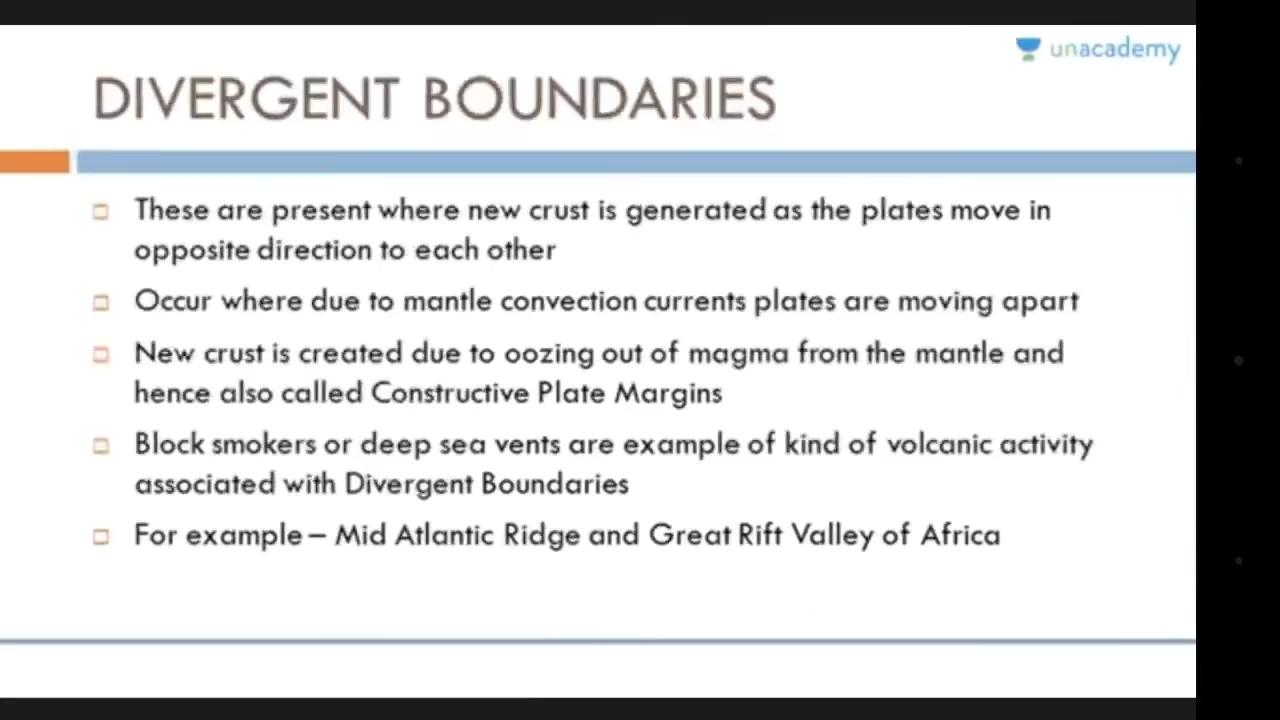 unacademy
DIVERGENT BOUNDARIES
These are present where new crust is generated as the plates move in
opposite direction to each other
Occur where due to mantle convection currents plates are moving apart
New crust is created due to oozing out of magma from the mantle and
hence also called Constructive Plate Margins
Block smokers or deep sea vents are example of kind of volcanic activity
associated with Divergent Boundaries
For example – Mid Atlantic Ridge and Great Rift Valley of Africa